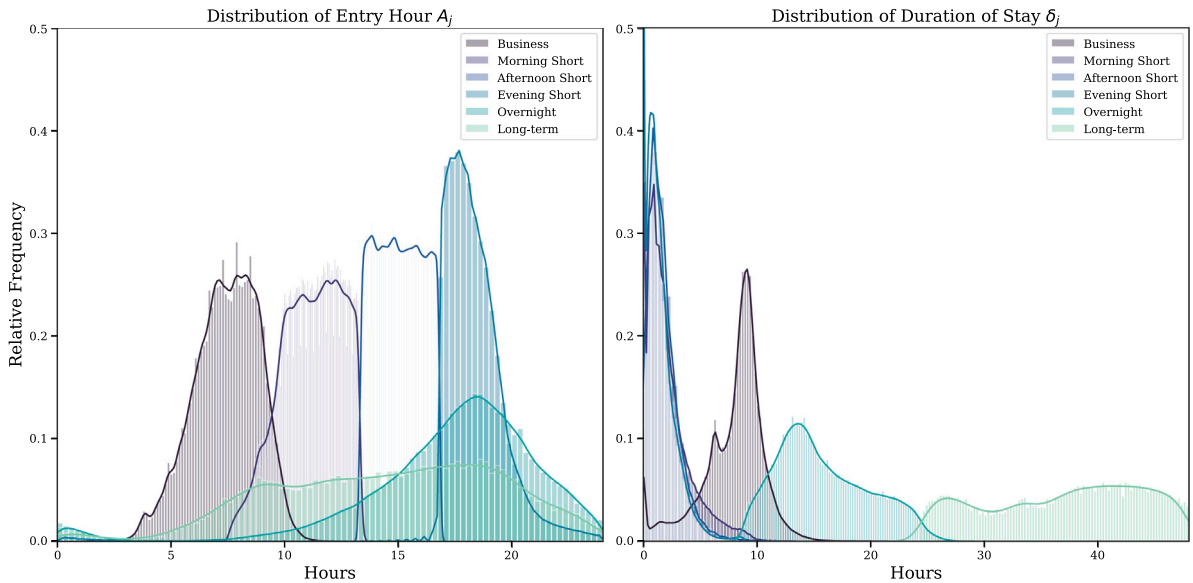 Distribution of Entry Hour Aⱼ
Relative Frequency
0.5
0.4
0.3
0.2
0.1
0.0
Business
Morning Short
Afternoon Short
Evening Short
Overnight
Long-term
0 5 10 15 20
Hours
Distribution of Duration of Stay δⱼ
0.5
0.4
0.3
0.2
0.1
0.0
Business
Morning Short
Afternoon Short
Evening Short
Overnight
Long-term
0 10 20 30 40
Hours